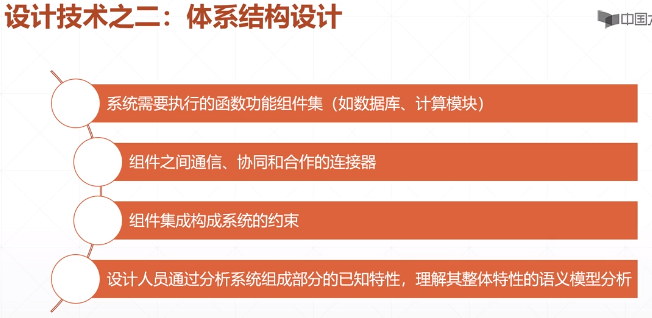 设计技术之二：体系结构设计
中国
系统需要执行的函数功能组件集（如数据库、计算模块）
组件之间通信、协同和合作的连接器
组件集成构成系统的约束
设计人员通过分析系统组成部分的已知特性，理解其整体特性的语义模型分析